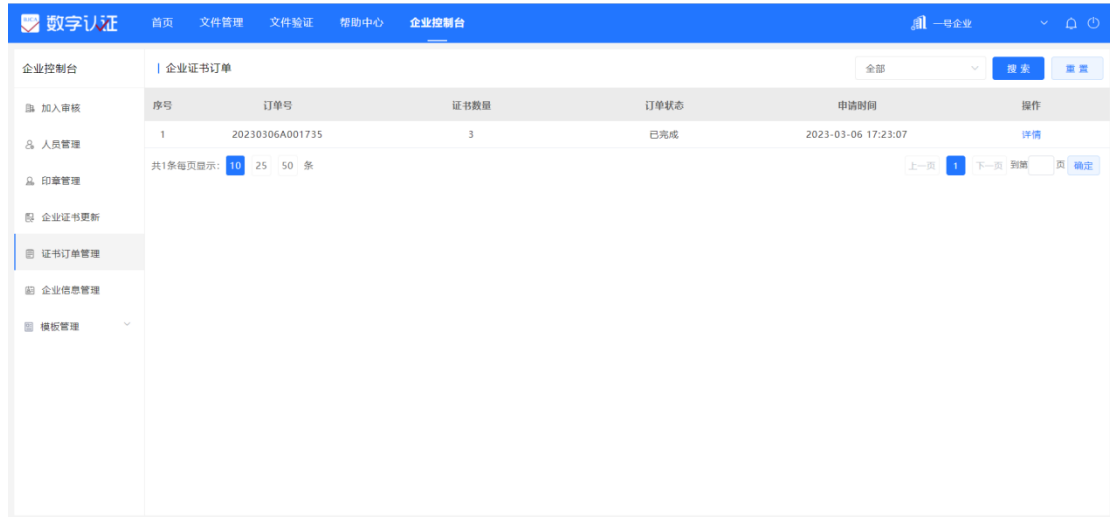 数字认证 首页 文件管理 文件验证 帮助中心 企业控制台 一号企业
企业控制台
企业证书订单 全部 搜索 重置
加入审核
序号 订单号 证书数量 订单状态 申请时间 操作
1 20230306A001735 3 已完成 2023-03-06 17:23:07 详情
人员管理
共1条每页显示: 10 25 50 条 上一页 1 下一页 到第 页 确定
印章管理
企业证书更新
证书订单管理
企业信息管理
模板管理